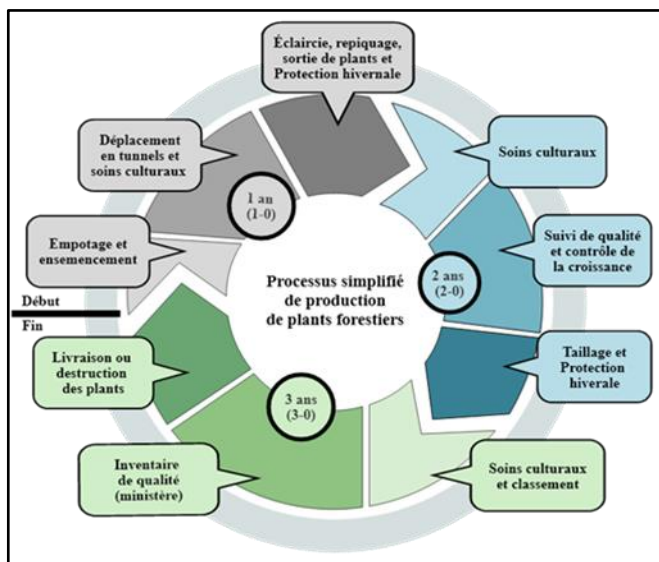 Éclaircie, repiquage,
sortie de plants et
Protection hivernale
Déplacement
en tunnels et
soins culturaux
Soins culturaux
1 an
(1-0)
Empotage et
ensemencement
Suivi de qualité
et contrôle de
la croissance
2 ans
(2-0)
Processus simplifié
de production
de plants forestiers
Début
Fin
Livraison ou
destruction
des plants
Taillage et
Protection
hiverale
3 ans
(3-0)
Inventaire
de qualité
(ministère)
Soins culturaux
et classement